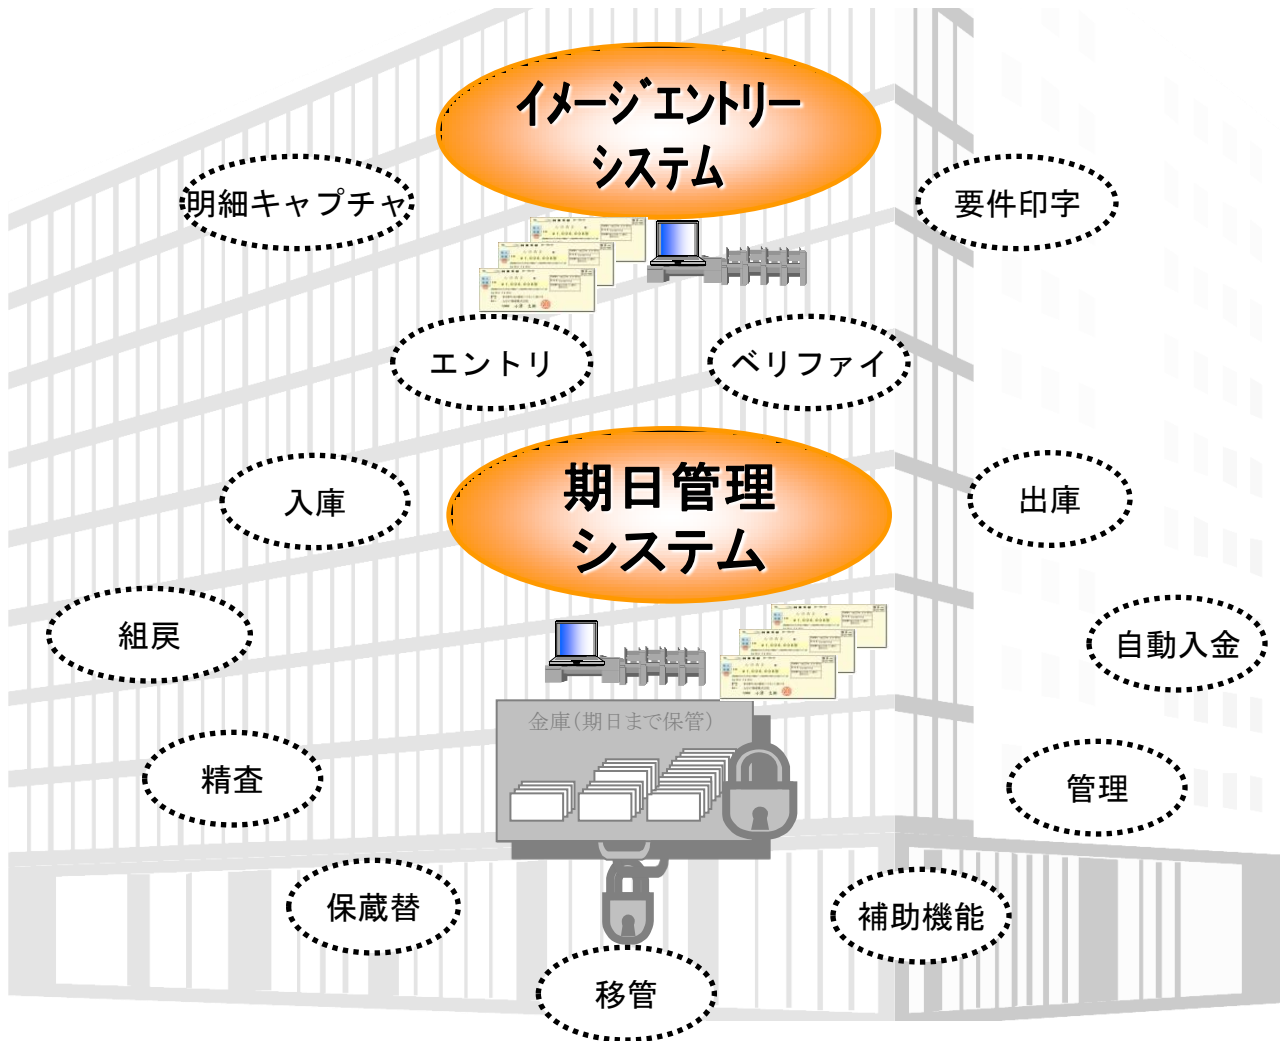 イメージエントリー
システム
明細キャプチャ
要件印字
エントリ
ベリファイ
期日管理
システム
入庫
出庫
組戻
自動入金
金庫(期日まで保管)
精査
管理
保蔵替
補助機能
移管